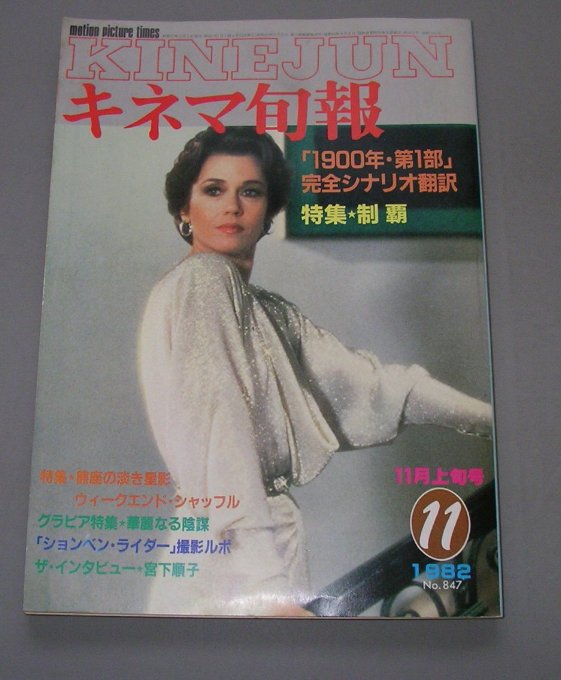 motion picture times
KINEJUN
キネマ旬報
「1900年・第1部」
完全シナリオ翻訳
特集★制覇
特集・銀座の淡き星影
ウィークエンド・シャッフル
グラビア特集★華麗なる陰謀
「ションベン・ライダー」撮影ルポ
ザ・インタビュー★宮下順子
11月上旬号
11
1982
No.847